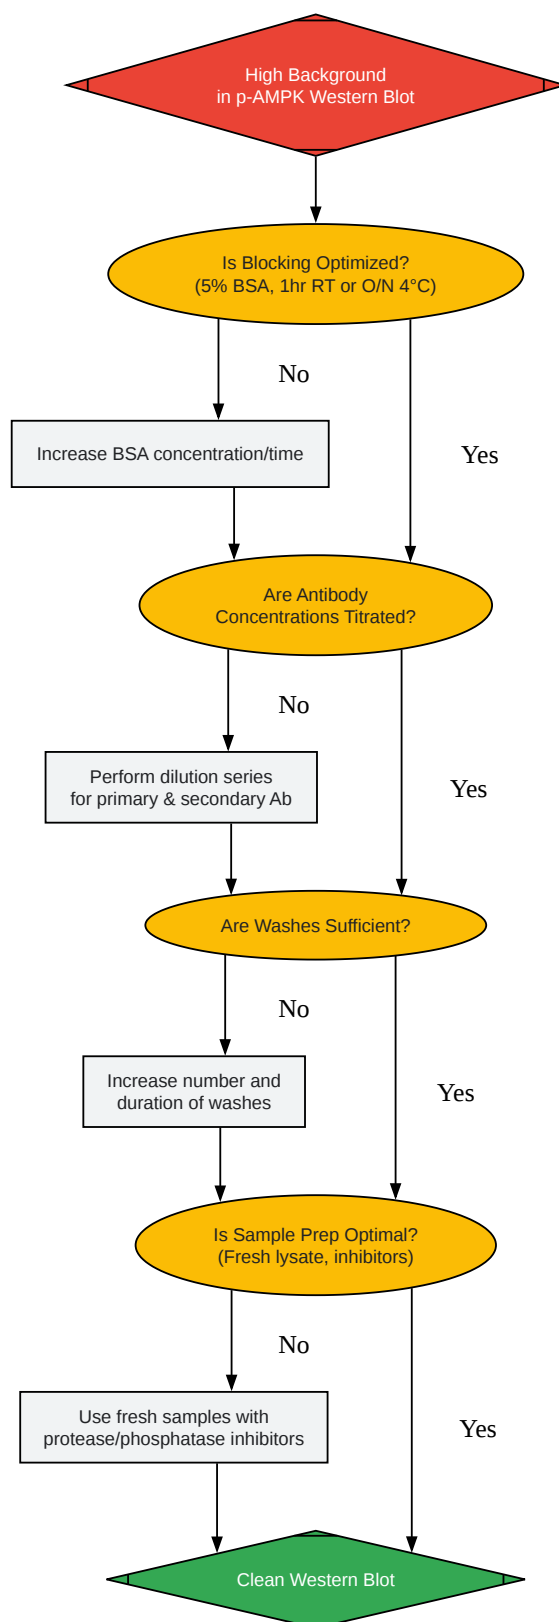 High Background
in p-AMPK Western Blot
Is Blocking Optimized?
(5% BSA, 1hr RT or O/N 4°C)
No
Increase BSA concentration/time
Yes
Are Antibody
Concentrations Titrated?
No
Perform dilution series
for primary & secondary Ab
Yes
Are Washes Sufficient?
No
Increase number and
duration of washes
Yes
Is Sample Prep Optimal?
(Fresh lysate, inhibitors)
No
Use fresh samples with
protease/phosphatase inhibitors
Yes
Clean Western Blot